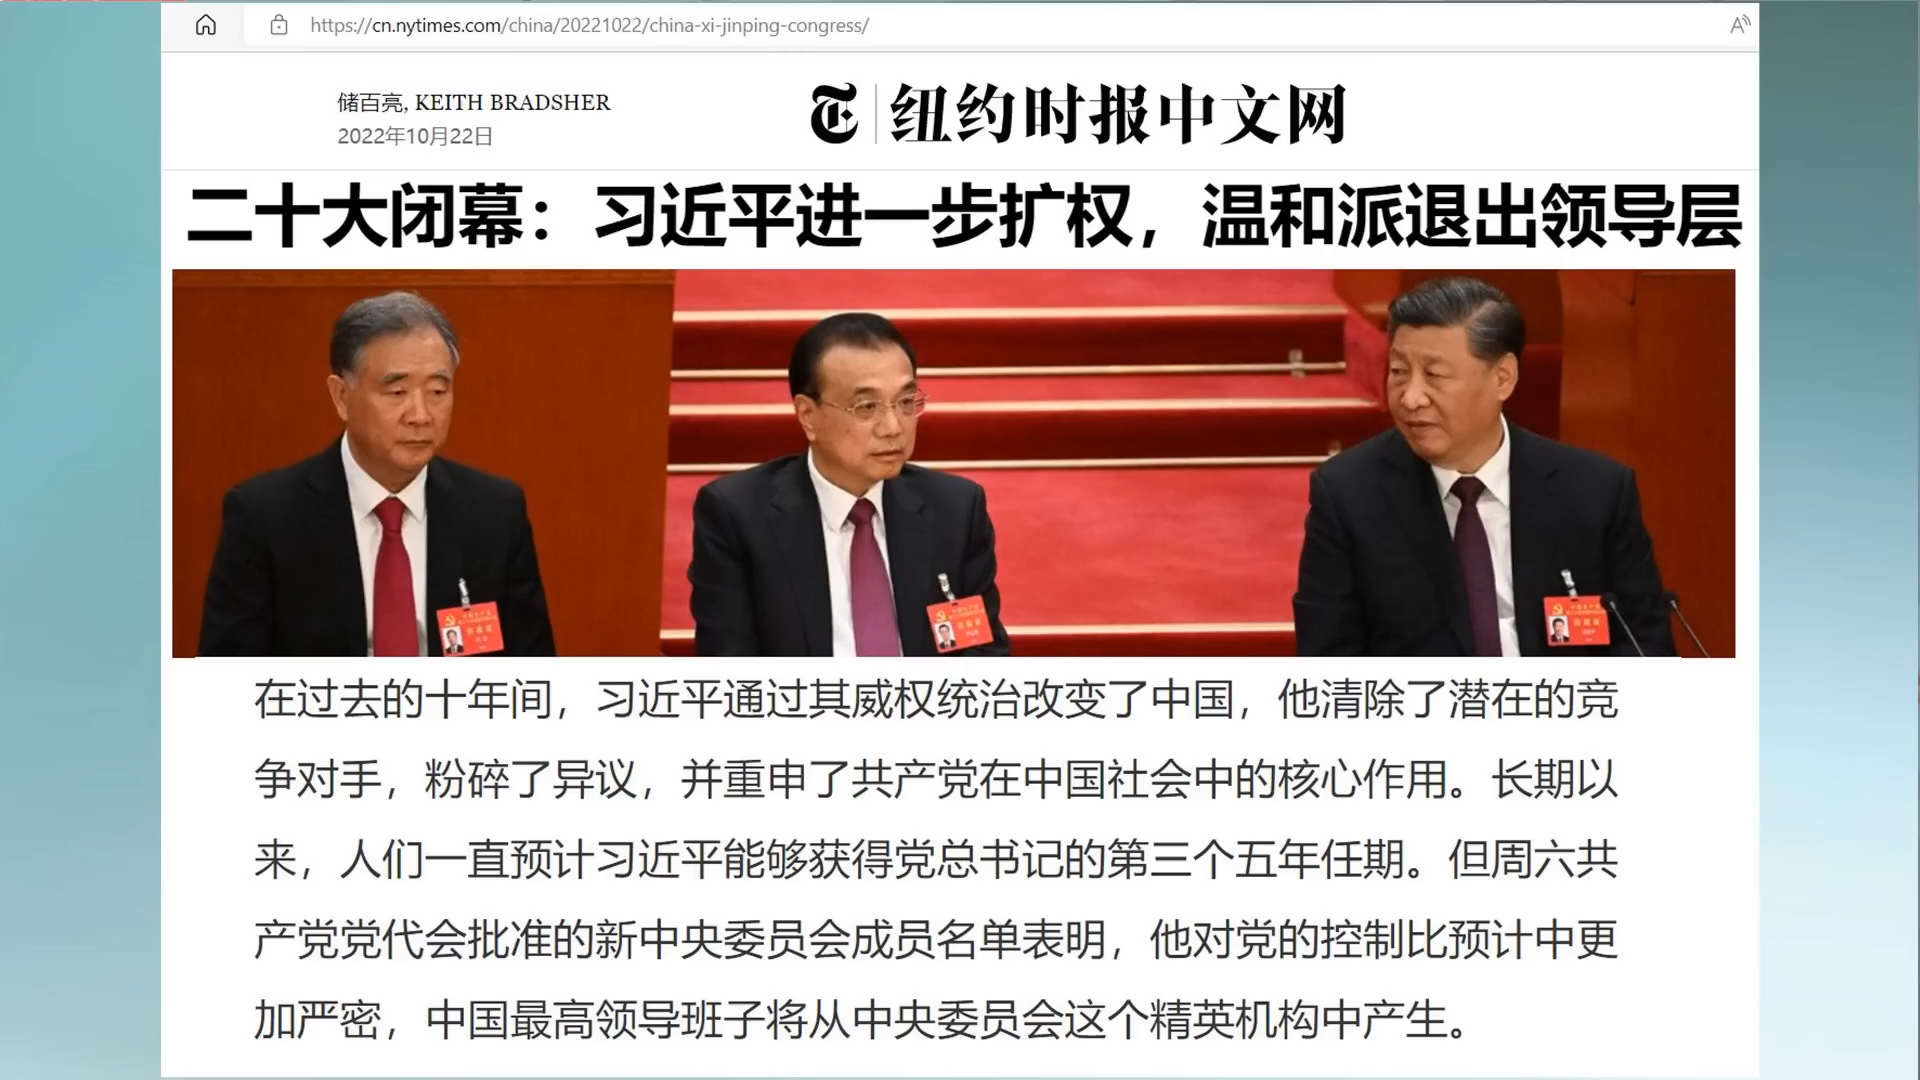 https://cn.nytimes.com/china/20221022/china-xi-jinping-congress/
储百亮, KEITH BRADSHER
2022年10月22日
纽约时报中文网
二十大闭幕：习近平进一步扩权，温和派退出领导层
在过去的十年间，习近平通过其威权统治改变了中国，他清除了潜在的竞
争对手，粉碎了异议，并重申了共产党在中国社会中的核心作用。长期以
来，人们一直预计习近平能够获得党总书记的第三个五年任期。但周六共
产党党代会批准的新中央委员会成员名单表明，他对党的控制比预计中更
加严密，中国最高领导班子将从中央委员会这个精英机构中产生。